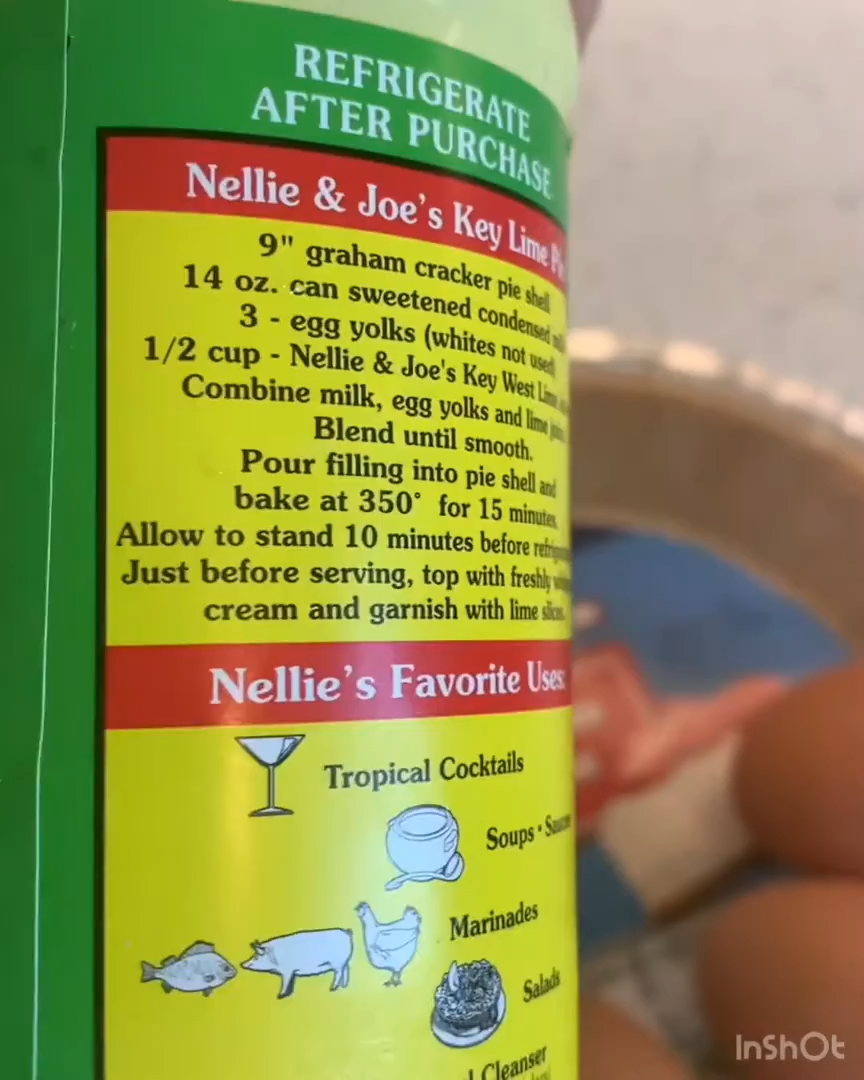 REFRIGERATE
AFTER PURCHASE
Nellie & Joe's Key Lime
9" graham cracker pie shell
14 oz. can sweetened condensed
3 - egg yolks (whites not used
1/2 cup - Nellie & Joe's Key West
Combine milk, egg yolks and lime
Blend until smooth.
Pour filling into pie shell and
bake at 350° for 15 minutes
Allow to stand 10 minutes before
Just before serving, top with freshly
cream and garnish with lime slices.
Nellie's Favorite Uses:
Tropical Cocktails
Soups •
Marinades
Salads
Cleanser
InShOt